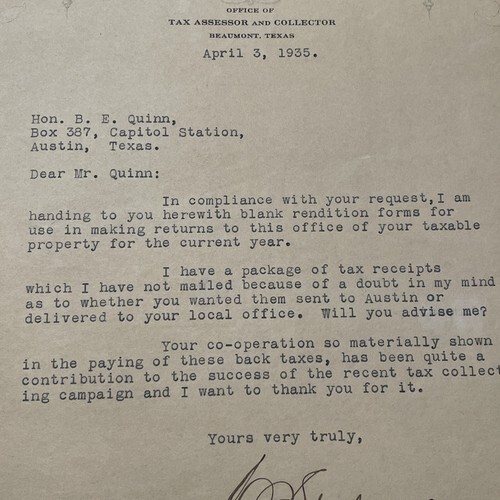 OFFICE OF
TAX ASSESSOR AND COLLECTOR
BEAUMONT, TEXAS
April 3, 1935.
Hon. B. E. Quinn,
Box 387, Capitol Station,
Austin, Texas.
Dear Mr. Quinn:
In compliance with your request, I am
handing to you herewith blank rendition forms for
use in making returns to this office of your taxable
property for the current year.
I have a package of tax receipts
which I have not mailed because of a doubt in my mind
as to whether you wanted them sent to Austin or
delivered to your local office. Will you advise me?
Your co-operation so materially shown
in the paying of these back taxes, has been quite a
contribution to the success of the recent tax collect
ing campaign and I want to thank you for it.
Yours very truly,